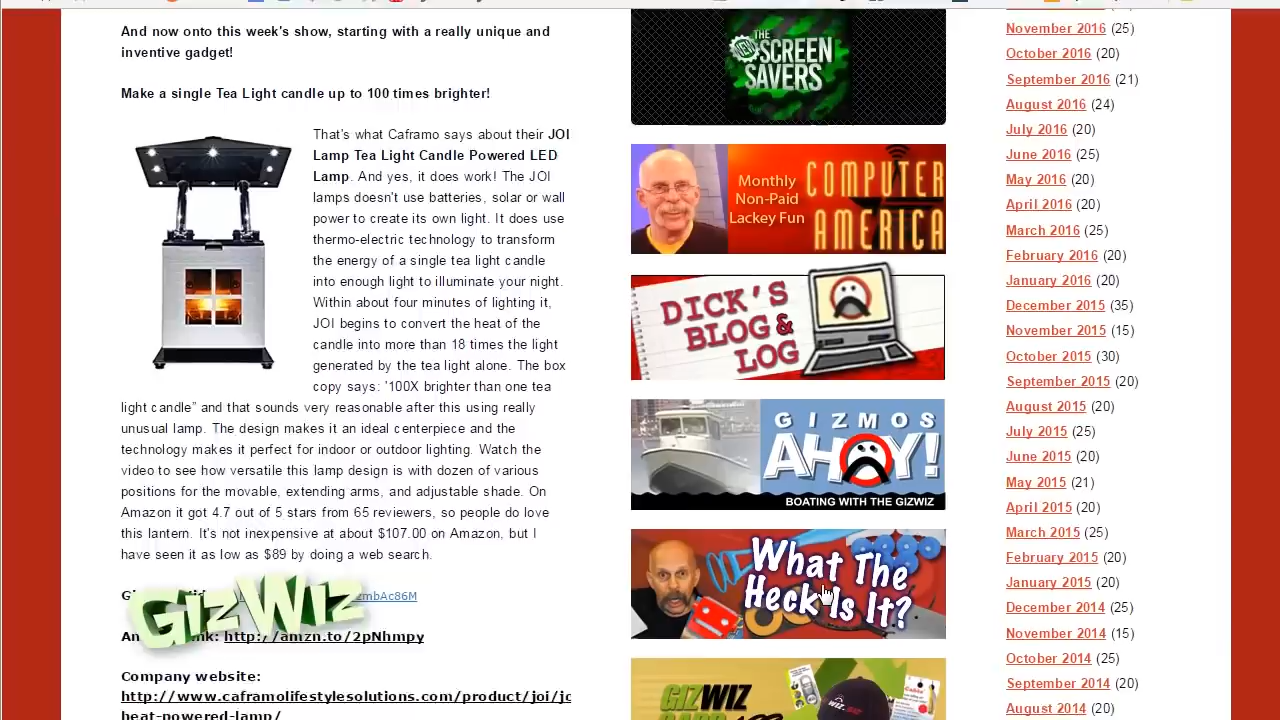 And now onto this week's show, starting with a really unique and
inventive gadget!
Make a single Tea Light candle up to 100 times brighter!
That's what Caframo says about their JOI
Lamp Tea Light Candle Powered LED
Lamp. And yes, it does work! The JOI
lamps doesn't use batteries, solar or wall
power to create its own light. It does use
thermo-electric technology to transform
the energy of a single tea light candle
into enough light to illuminate your night.
Within about four minutes of lighting it,
JOI begins to convert the heat of the
candle into more than 18 times the light
generated by the tea light alone. The box
copy says: '100X brighter than one tea
light candle” and that sounds very reasonable after this using really
unusual lamp. The design makes it an ideal centerpiece and the
technology makes it perfect for indoor or outdoor lighting. Watch the
video to see how versatile this lamp design is with dozen of various
positions for the movable, extending arms, and adjustable shade. On
Amazon it got 4.7 out of 5 stars from 65 reviewers, so people do love
this lantern. It's not inexpensive at about $107.00 on Amazon, but I
have seen it as low as $89 by doing a web search.
GIZWIZ
http://amzn.to/2pNhmpy
Company website:
http://www.caframolifestylesolutions.com/product/joi/jo
heat-powered-lamp/
THE
NEW
SCREEN
SAVERS
Monthly
Non-Paid
Lackey Fun
COMPUTER
AMERICA
DICK'S
BLOG &
LOG
GIZMOS
AHOY!
BOATING WITH THE GIZWIZ
What The
Heck Is It?
GIZWIZ
November 2016 (25)
October 2016 (20)
September 2016 (21)
August 2016 (24)
July 2016 (20)
June 2016 (25)
May 2016 (20)
April 2016 (20)
March 2016 (25)
February 2016 (20)
January 2016 (20)
December 2015 (35)
November 2015 (15)
October 2015 (30)
September 2015 (20)
August 2015 (20)
July 2015 (25)
June 2015 (20)
May 2015 (21)
April 2015 (20)
March 2015 (25)
February 2015 (20)
January 2015 (20)
December 2014 (25)
November 2014 (15)
October 2014 (25)
September 2014 (20)
August 2014 (20)